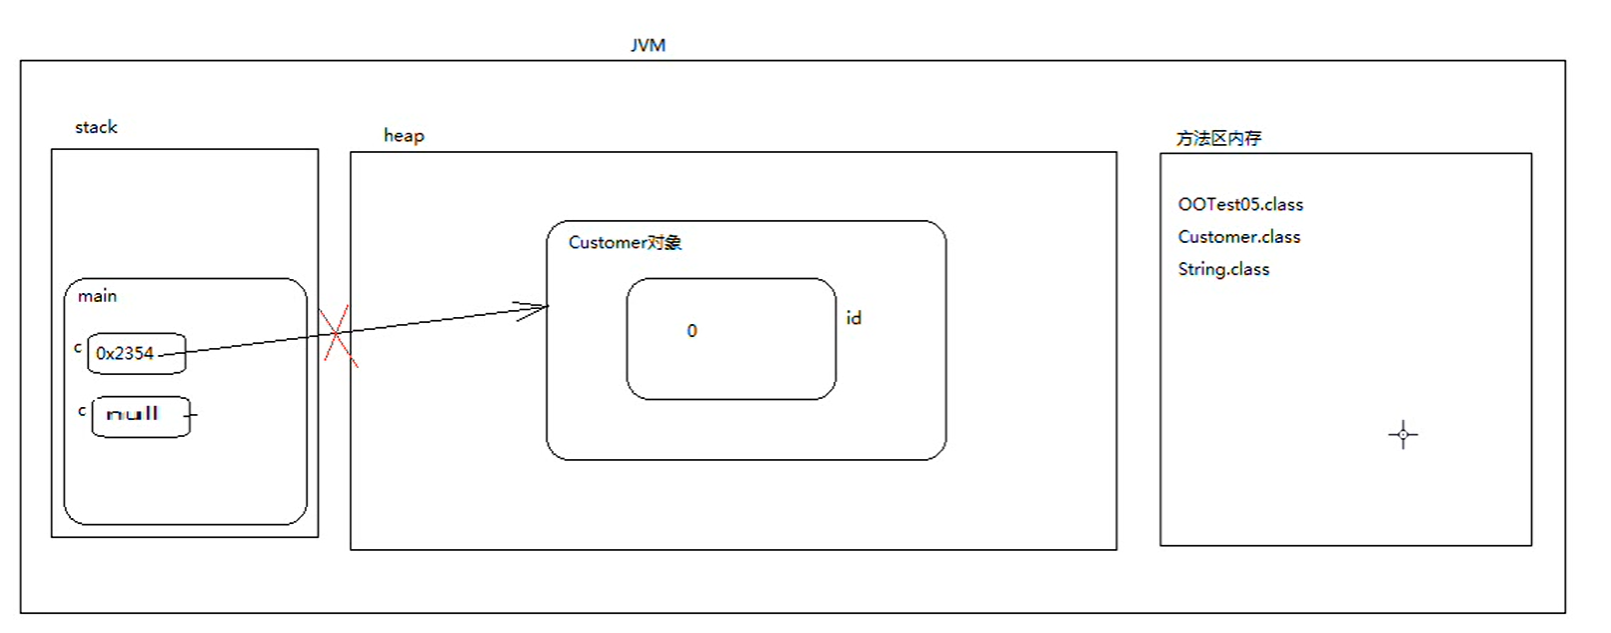 JVM
stack
heap
方法区内存
OOTest05.class
Customer.class
String.class
Customer对象
0
id
main
c
0x2354
c
null